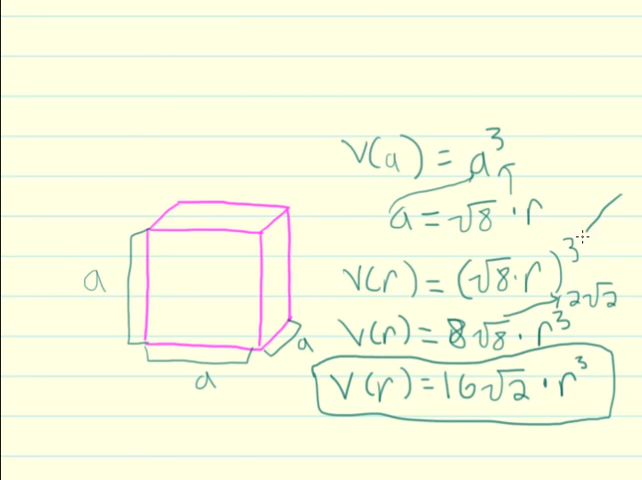 V(a) = a³
a = √8 · r
V(r) = (√8 · r)³
2√2
V(r) = 8√8 · r³
V(r) = 16√2 · r³
a
a
a